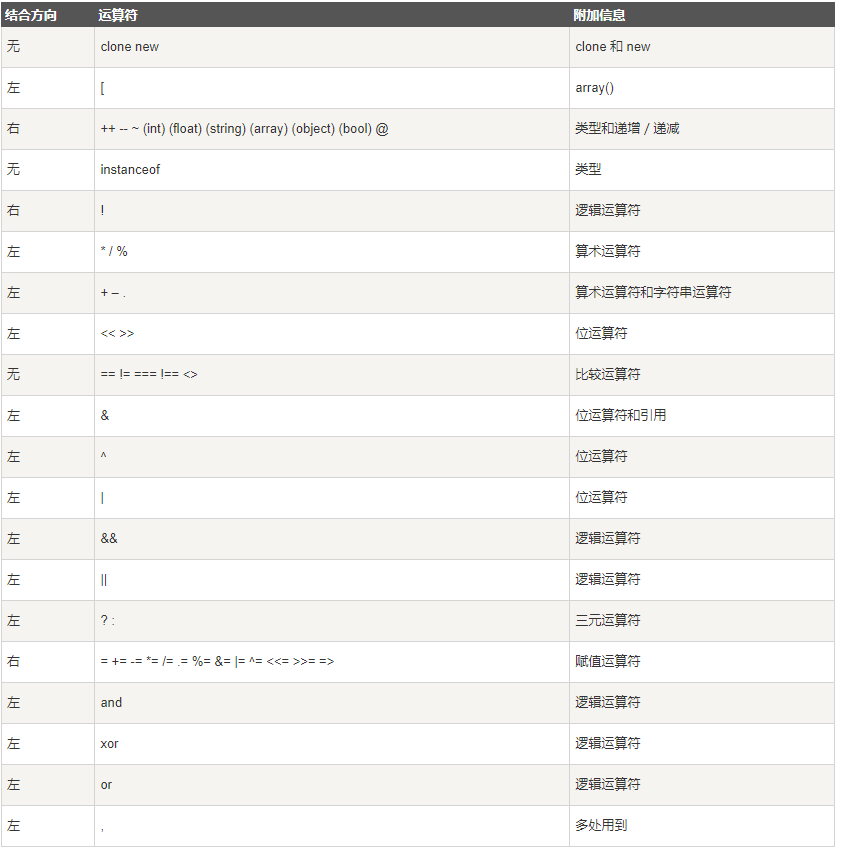 结合方向 运算符 附加信息
无 clone new clone 和 new
左 [ array()
右 ++ -- ~ (int) (float) (string) (array) (object) (bool) @ 类型和递增 / 递减
无 instanceof 类型
右 ! 逻辑运算符
左 * / % 算术运算符
左 + – . 算术运算符和字符串运算符
左 << >> 位运算符
无 == != === !== <> 比较运算符
左 & 位运算符和引用
左 ^ 位运算符
左 | 位运算符
左 && 逻辑运算符
左 || 逻辑运算符
左 ? : 三元运算符
右 = += -= *= /= .= %= &= |= ^= <<= >>= => 赋值运算符
左 and 逻辑运算符
左 xor 逻辑运算符
左 or 逻辑运算符
左 , 多处用到